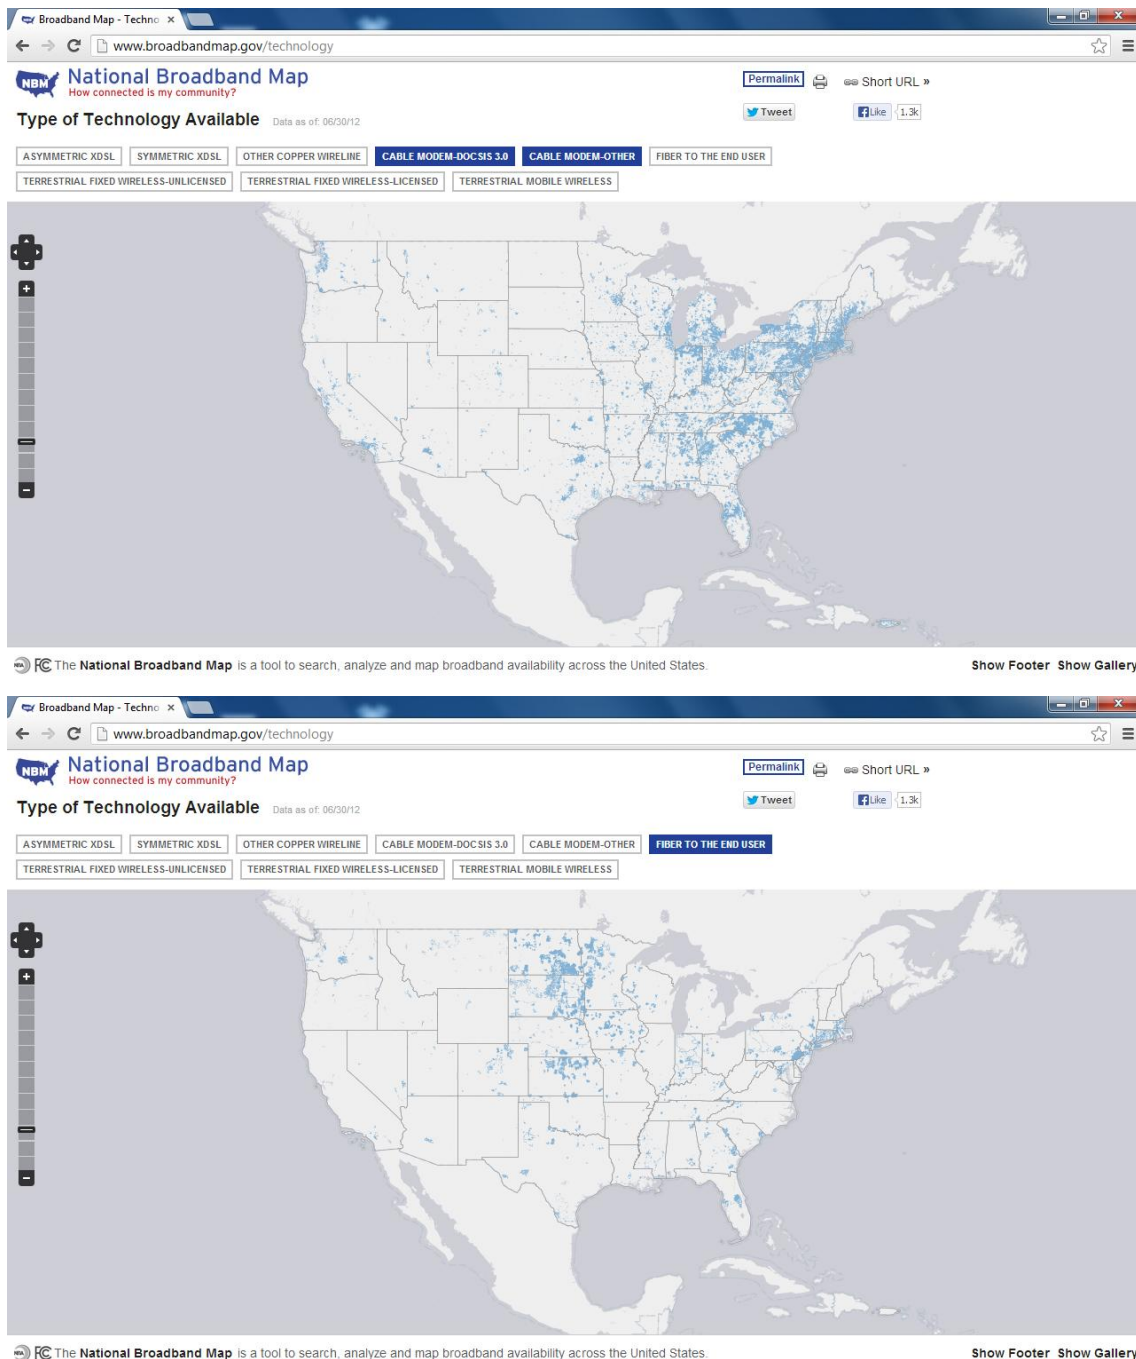 Broadband Map - Techno ×
www.broadbandmap.gov/technology
NBM National Broadband Map
How connected is my community?
Permalink Short URL »
Type of Technology Available Data as of: 06/30/12
Tweet Like 1.3k
ASYMMETRIC XDSL SYMMETRIC XDSL OTHER COPPER WIRELINE CABLE MODEM-DOCSIS 3.0 CABLE MODEM-OTHER FIBER TO THE END USER
TERRESTRIAL FIXED WIRELESS-UNLICENSED TERRESTRIAL FIXED WIRELESS-LICENSED TERRESTRIAL MOBILE WIRELESS
FC The National Broadband Map is a tool to search, analyze and map broadband availability across the United States. Show Footer Show Gallery
Broadband Map - Techno ×
www.broadbandmap.gov/technology
NBM National Broadband Map
How connected is my community?
Permalink Short URL »
Type of Technology Available Data as of: 06/30/12
Tweet Like 1.3k
ASYMMETRIC XDSL SYMMETRIC XDSL OTHER COPPER WIRELINE CABLE MODEM-DOCSIS 3.0 CABLE MODEM-OTHER FIBER TO THE END USER
TERRESTRIAL FIXED WIRELESS-UNLICENSED TERRESTRIAL FIXED WIRELESS-LICENSED TERRESTRIAL MOBILE WIRELESS
FC The National Broadband Map is a tool to search, analyze and map broadband availability across the United States. Show Footer Show Gallery